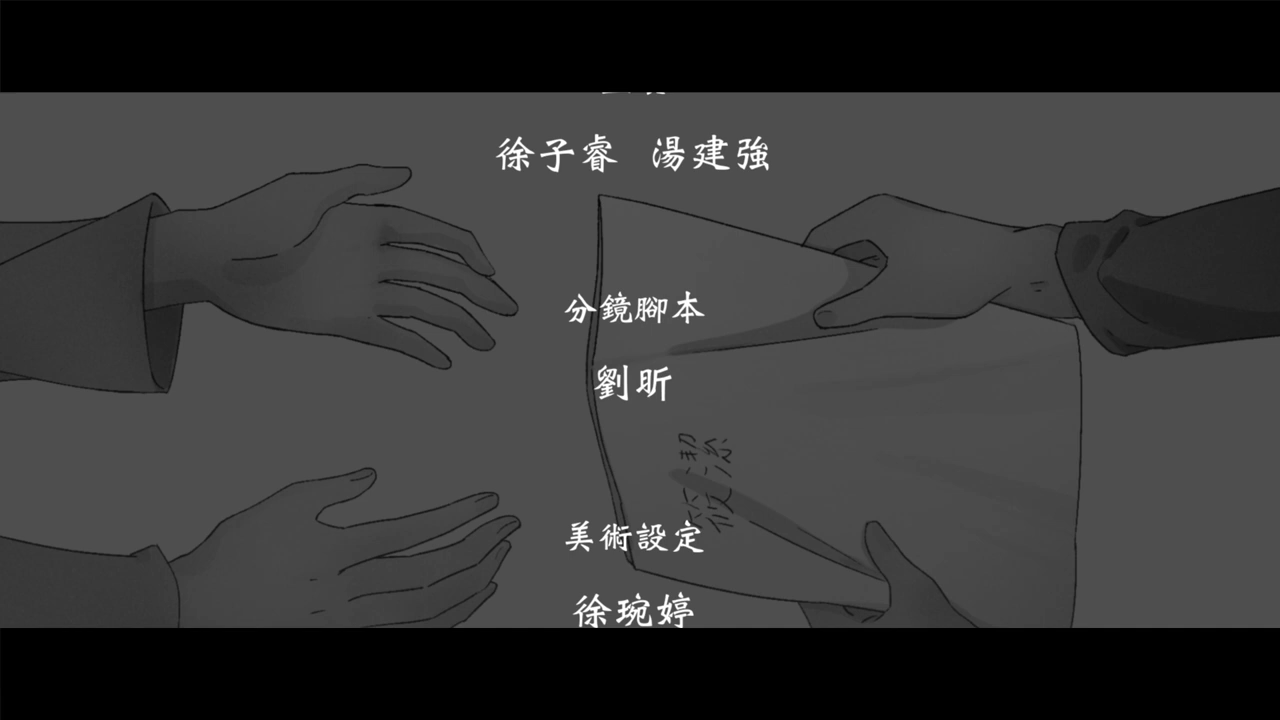 徐子睿 湯建強
分鏡腳本
劉昕
美術設定
徐琬婷